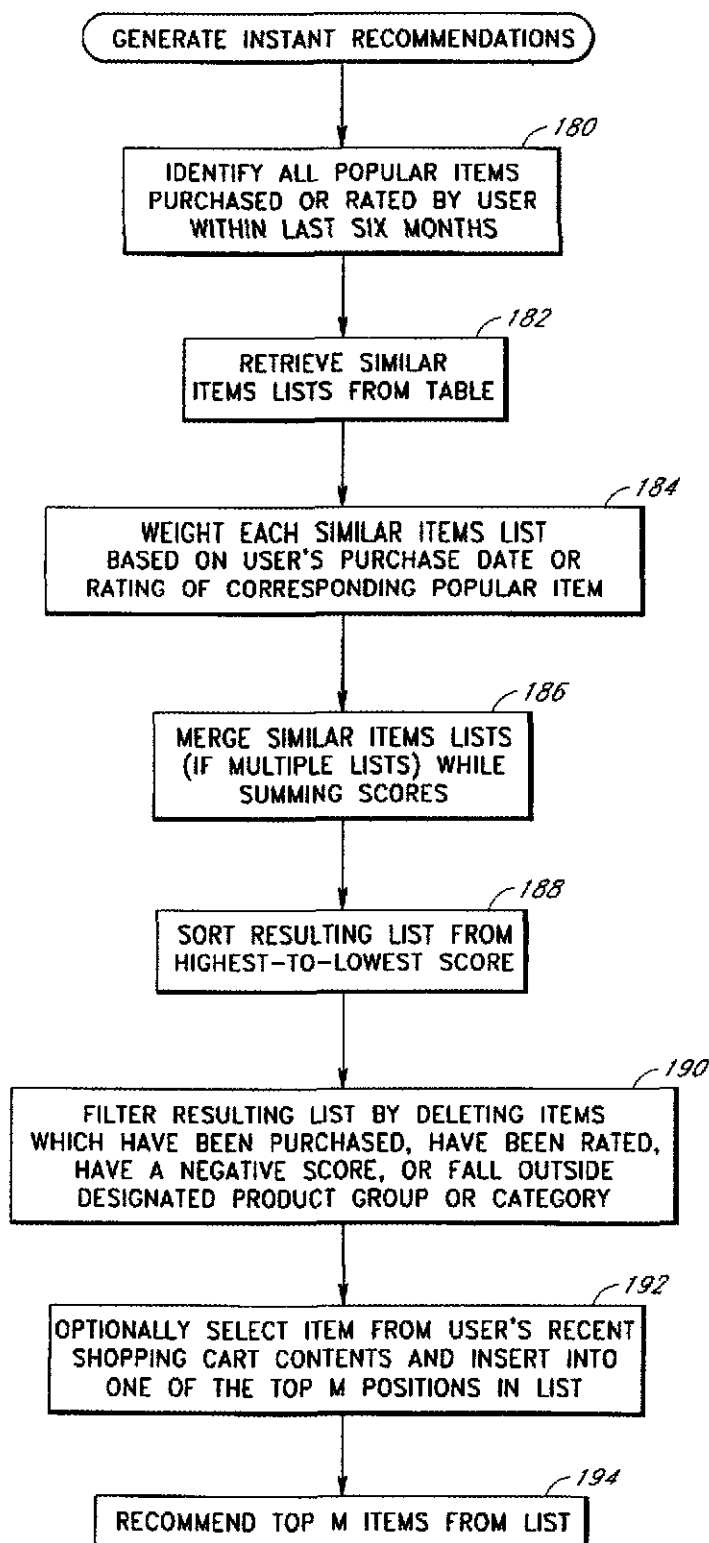 GENERATE INSTANT RECOMMENDATIONS
180
IDENTIFY ALL POPULAR ITEMS
PURCHASED OR RATED BY USER
WITHIN LAST SIX MONTHS
182
RETRIEVE SIMILAR
ITEMS LISTS FROM TABLE
184
WEIGHT EACH SIMILAR ITEMS LIST
BASED ON USER'S PURCHASE DATE OR
RATING OF CORRESPONDING POPULAR ITEM
186
MERGE SIMILAR ITEMS LISTS
(IF MULTIPLE LISTS) WHILE
SUMMING SCORES
188
SORT RESULTING LIST FROM
HIGHEST-TO-LOWEST SCORE
190
FILTER RESULTING LIST BY DELETING ITEMS
WHICH HAVE BEEN PURCHASED, HAVE BEEN RATED,
HAVE A NEGATIVE SCORE, OR FALL OUTSIDE
DESIGNATED PRODUCT GROUP OR CATEGORY
192
OPTIONALLY SELECT ITEM FROM USER'S RECENT
SHOPPING CART CONTENTS AND INSERT INTO
ONE OF THE TOP M POSITIONS IN LIST
194
RECOMMEND TOP M ITEMS FROM LIST